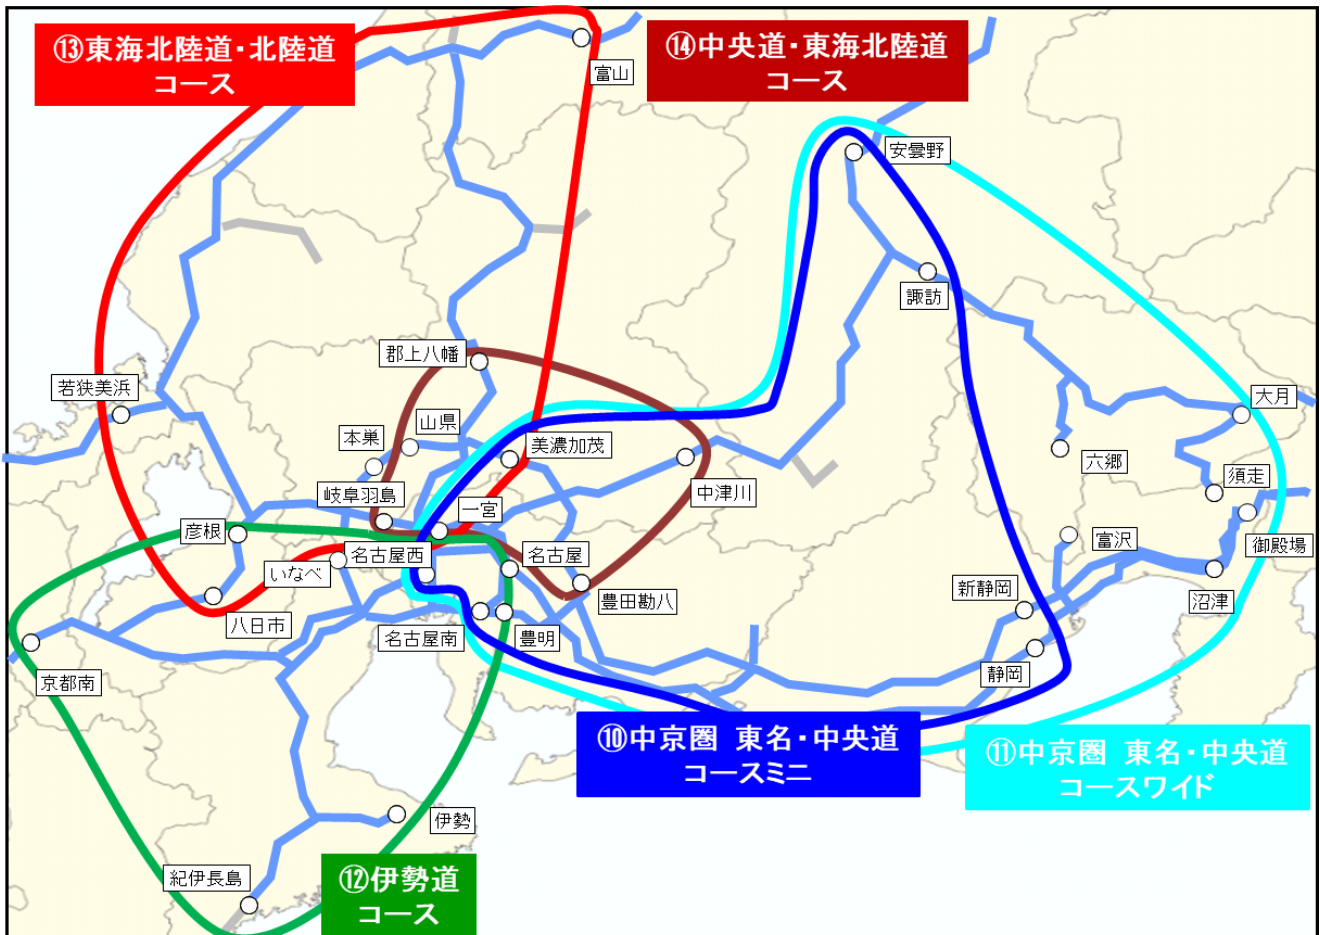 ⑬東海北陸道・北陸道
コース
⑭中央道・東海北陸道
コース
富山
安曇野
諏訪
郡上八幡
若狭美浜
大月
山県
本巣
美濃加茂
六郷
須走
中津川
岐阜羽島
一宮
彦根
名古屋西
名古屋
富沢
御殿場
いなべ
豊田勘八
新静岡
沼津
八日市
名古屋南
豊明
静岡
京都南
⑩中京圏 東名・中央道
コースミニ
⑪中京圏 東名・中央道
コースワイド
伊勢
紀伊長島
⑫伊勢道
コース